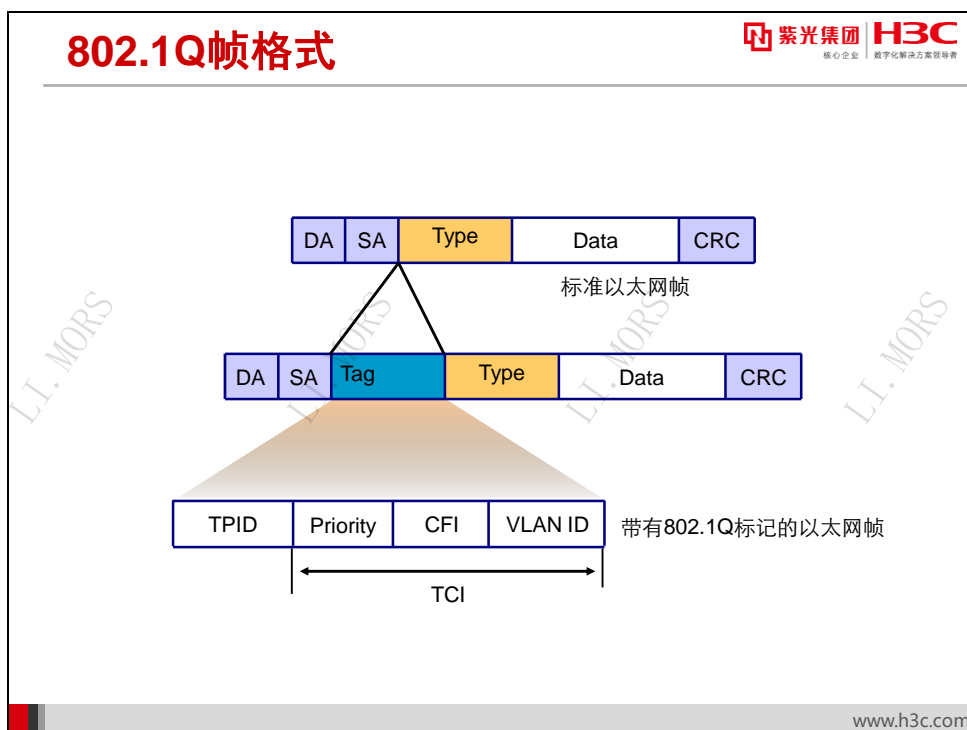 802.1Q帧格式
紫光集团 H3C
核心企业 数字化解决方案领导者
DA SA Type Data CRC
标准以太网帧
DA SA Tag Type Data CRC
TPID Priority CFI VLAN ID
带有802.1Q标记的以太网帧
TCI
LI. MORS
LI. MORS
LI. MORS
LI. MORS
www.h3c.com